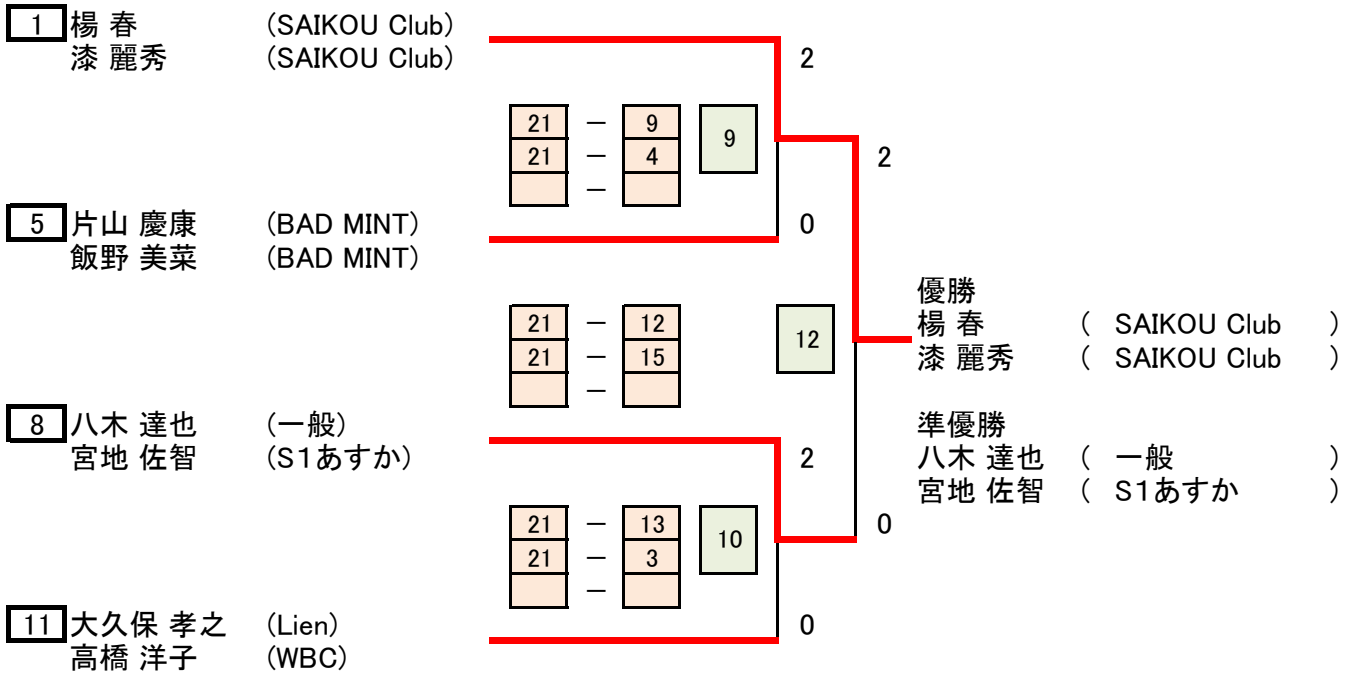 1 楊 春 (SAIKOU Club)
漆 麗秀 (SAIKOU Club) 2
21 － 9 9
21 － 4 2
－
5 片山 慶康 (BAD MINT) 0
飯野 美菜 (BAD MINT)
優勝
21 － 12 12 楊 春 ( SAIKOU Club )
21 － 15 漆 麗秀 ( SAIKOU Club )
－
8 八木 達也 (一般) 準優勝
宮地 佐智 (S1あすか) 2 八木 達也 ( 一般 )
宮地 佐智 ( S1あすか )
21 － 13 10 0
21 － 3
－
11 大久保 孝之 (Lien) 0
高橋 洋子 (WBC)